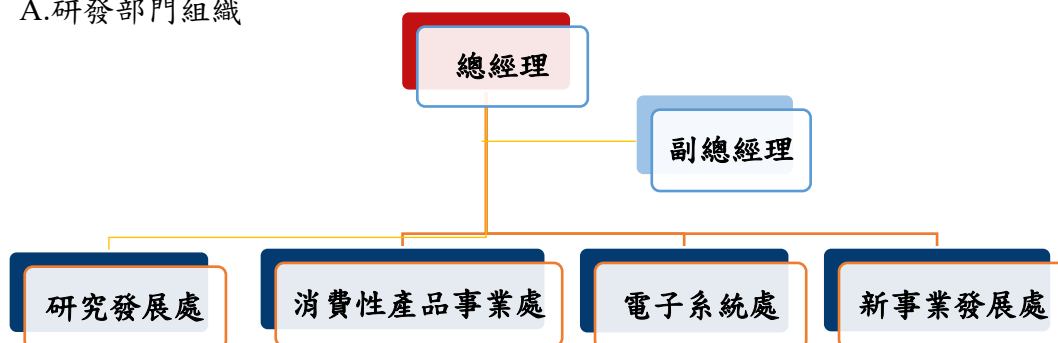 A.研發部門組織
總經理
副總經理
研究發展處
消費性產品事業處
電子系統處
新事業發展處